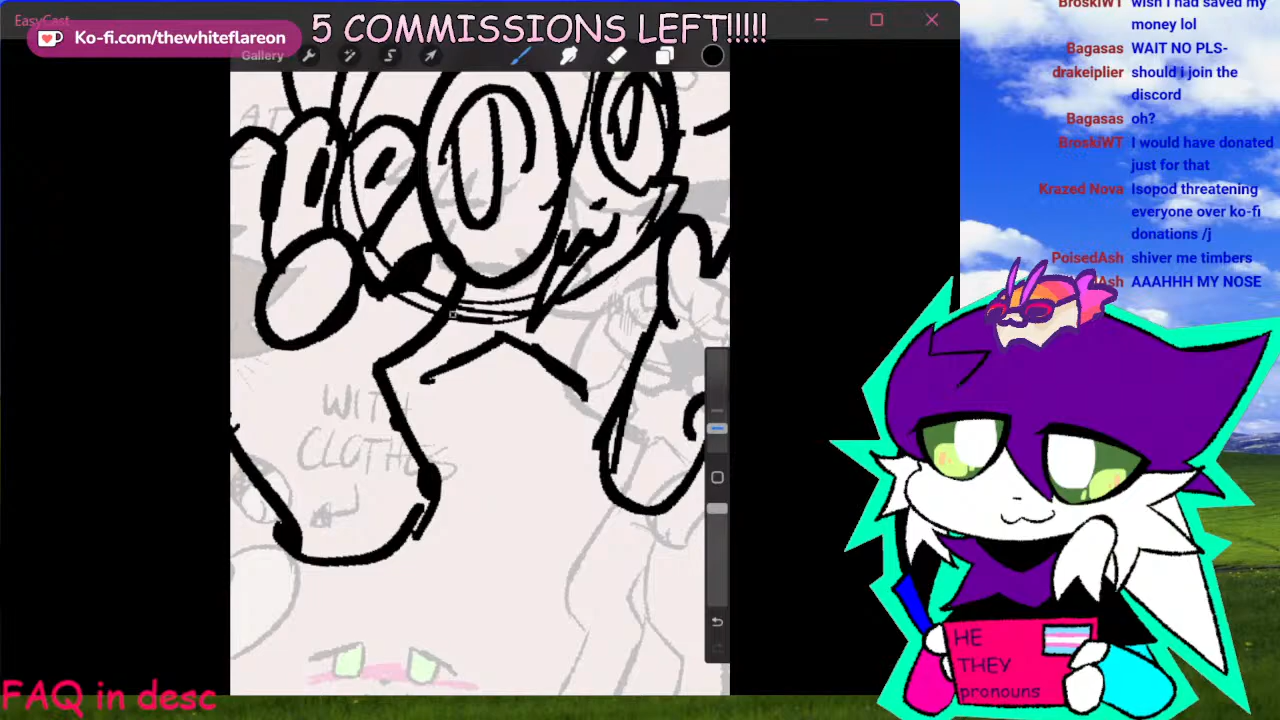 EasyCast
Ko-fi.com/thewhiteflareon
5 COMMISSIONS LEFT!!!!!
Gallery
wish I had saved my
money lol
Bagasas WAIT NO PLS-
drakeiplier should i join the
discord
Bagasas oh?
BroskiWT I would have donated
just for that
Krazed Nova Isopod threatening
everyone over ko-fi
donations /j
PoisedAsh shiver me timbers
Ash AAAHHH MY NOSE
WITH
CLOTHES
HE
THEY
pronouns
FAQ in desc